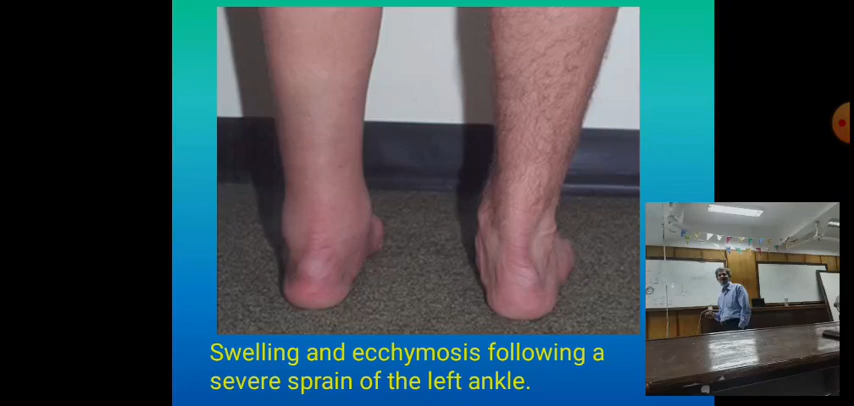 Swelling and ecchymosis following a
severe sprain of the left ankle.